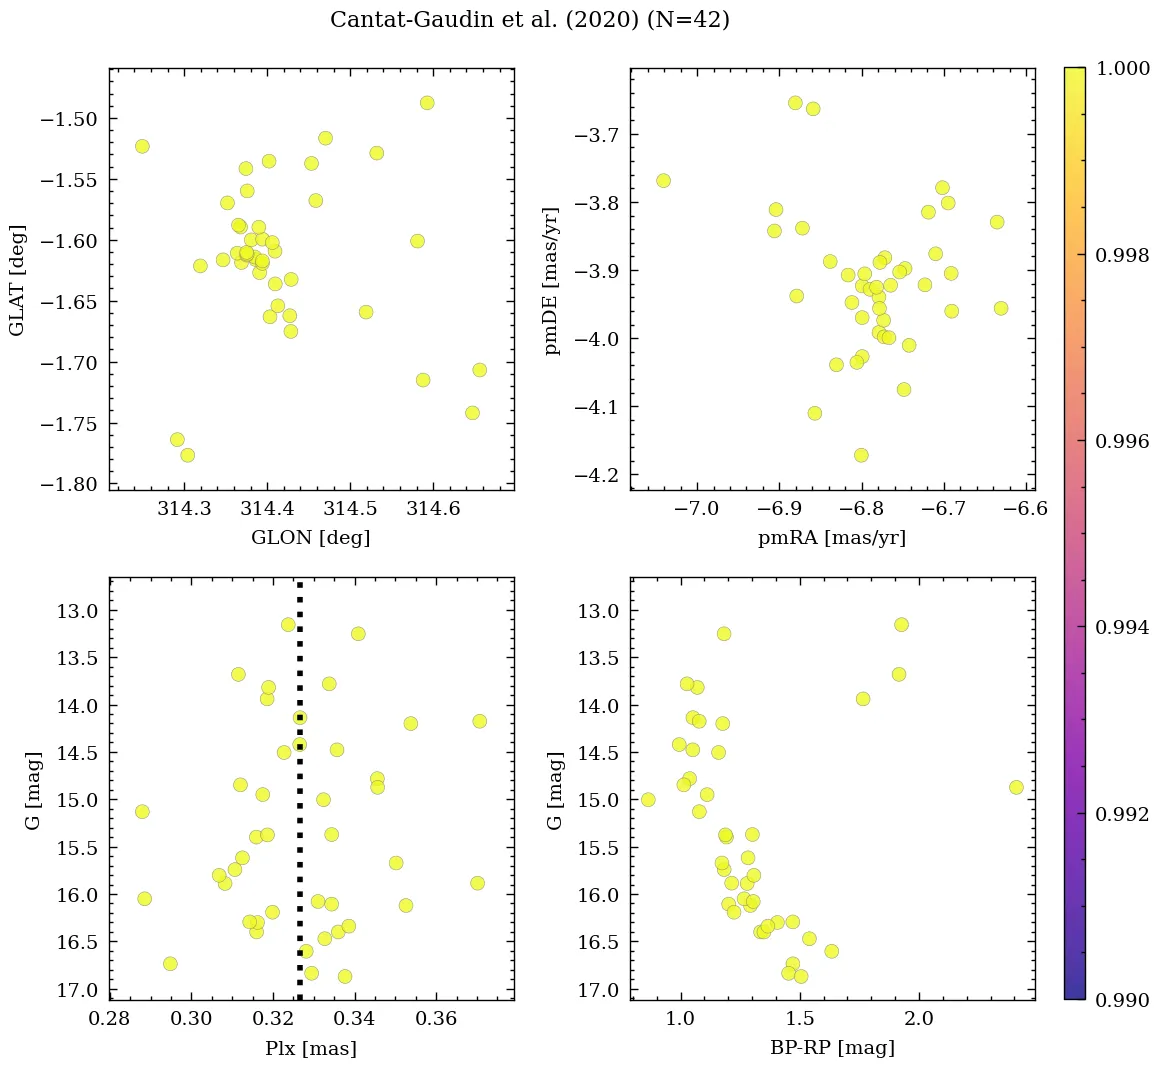 Cantat-Gaudin et al. (2020) (N=42)
−1.50
−1.55
−1.60
−1.65
−1.70
−1.75
−1.80
GLAT [deg]
314.3 314.4 314.5 314.6
GLON [deg]
−3.7
−3.8
−3.9
−4.0
−4.1
−4.2
pmDE [mas/yr]
−7.0 −6.9 −6.8 −6.7 −6.6
pmRA [mas/yr]
13.0
13.5
14.0
14.5
15.0
15.5
16.0
16.5
17.0
G [mag]
0.28 0.30 0.32 0.34 0.36
Plx [mas]
13.0
13.5
14.0
14.5
15.0
15.5
16.0
16.5
17.0
G [mag]
1.0 1.5 2.0
BP-RP [mag]
1.000
0.998
0.996
0.994
0.992
0.990